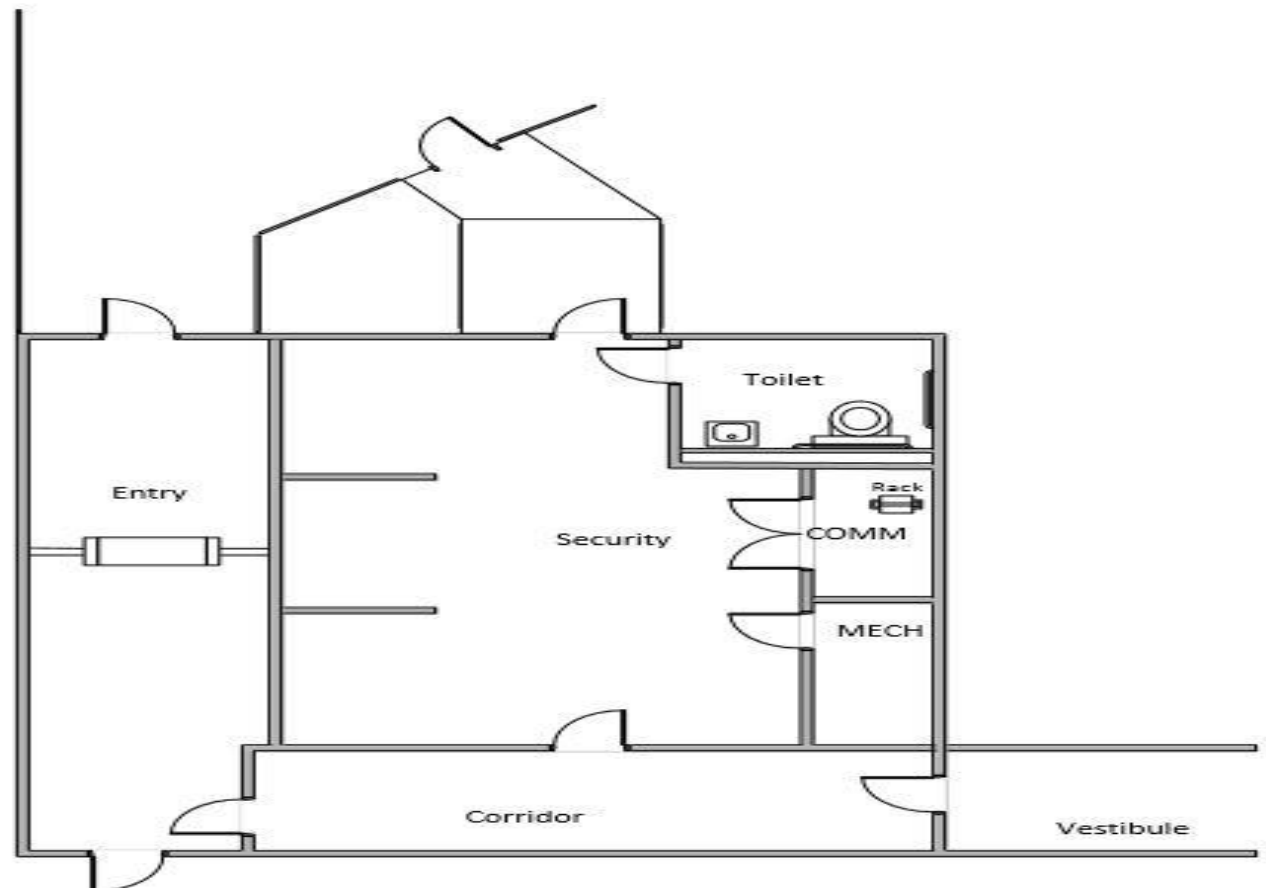 Toilet
Entry
Rack
Security
COMM
MECH
Corridor
Vestibule